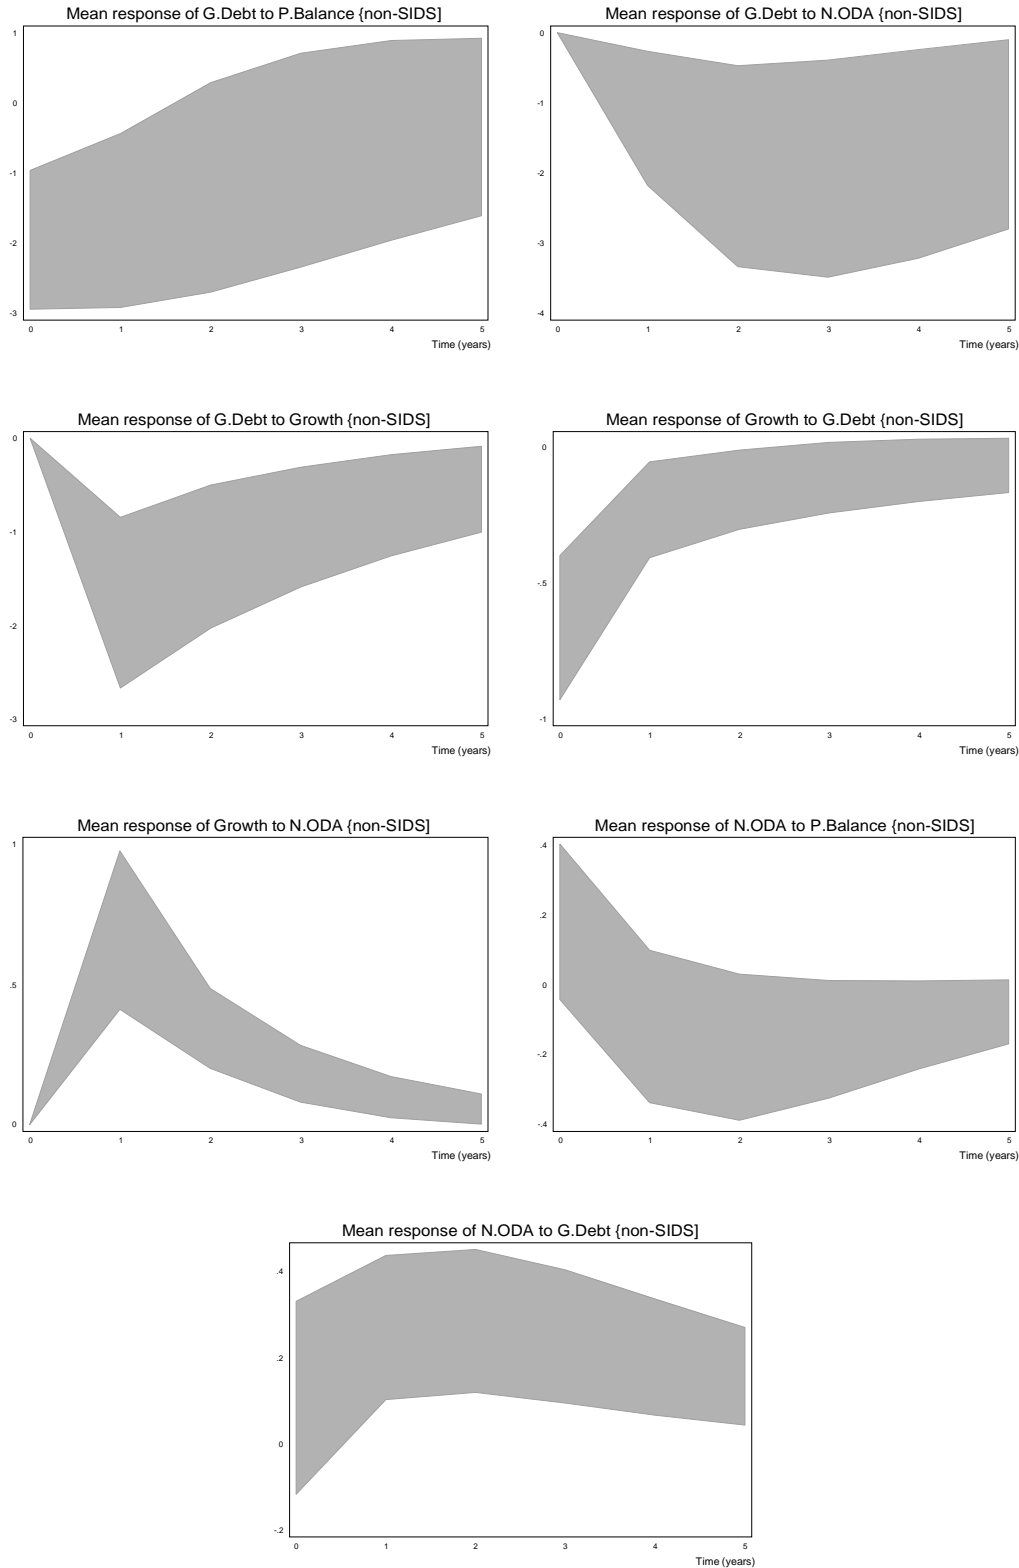 Mean response of G.Debt to P.Balance {non-SIDS]
1
0
-1
-2
-3
0 1 2 3 4 5
Time (years)
Mean response of G.Debt to N.ODA {non-SIDS]
0
-1
-2
-3
-4
0 1 2 3 4 5
Time (years)
Mean response of G.Debt to Growth {non-SIDS]
0
-1
-2
-3
0 1 2 3 4 5
Time (years)
Mean response of Growth to G.Debt {non-SIDS]
0
-.5
-1
0 1 2 3 4 5
Time (years)
Mean response of Growth to N.ODA {non-SIDS]
1
.5
0
0 1 2 3 4 5
Time (years)
Mean response of N.ODA to P.Balance {non-SIDS]
.4
.2
0
-.2
-.4
0 1 2 3 4 5
Time (years)
Mean response of N.ODA to G.Debt {non-SIDS]
.4
.2
0
-.2
0 1 2 3 4 5
Time (years)